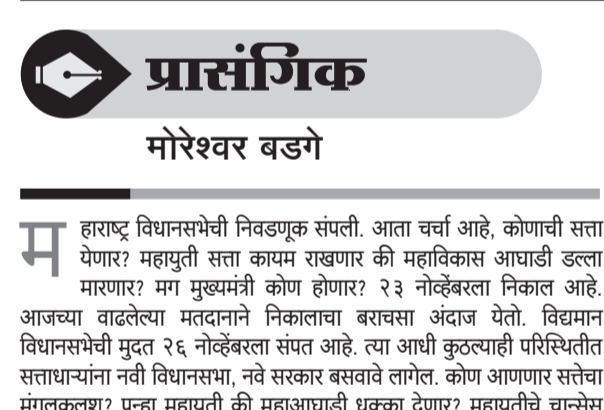 प्रासंगिक
मोरेश्वर बडगे
महाराष्ट्र विधानसभेची निवडणूक संपली. आता चर्चा आहे, कोणाची सत्ता
येणार? महायुती सत्ता कायम राखणार की महाविकास आघाडी डल्ला
मारणार? मग मुख्यमंत्री कोण होणार? २३ नोव्हेंबरला निकाल आहे.
आजच्या वाढलेल्या मतदानाने निकालाचा बराचसा अंदाज येतो. विद्यमान
विधानसभेची मुदत २६ नोव्हेंबरला संपत आहे. त्या आधी कुठल्याही परिस्थितीत
सत्ताधाऱ्यांना नवी विधानसभा, नवे सरकार बसवावे लागेल. कोण आणणार सत्तेचा
मंगलकलश? पुन्हा महायुती की महाआघाडी धक्का देणार? महायुतीचे चान्सेस